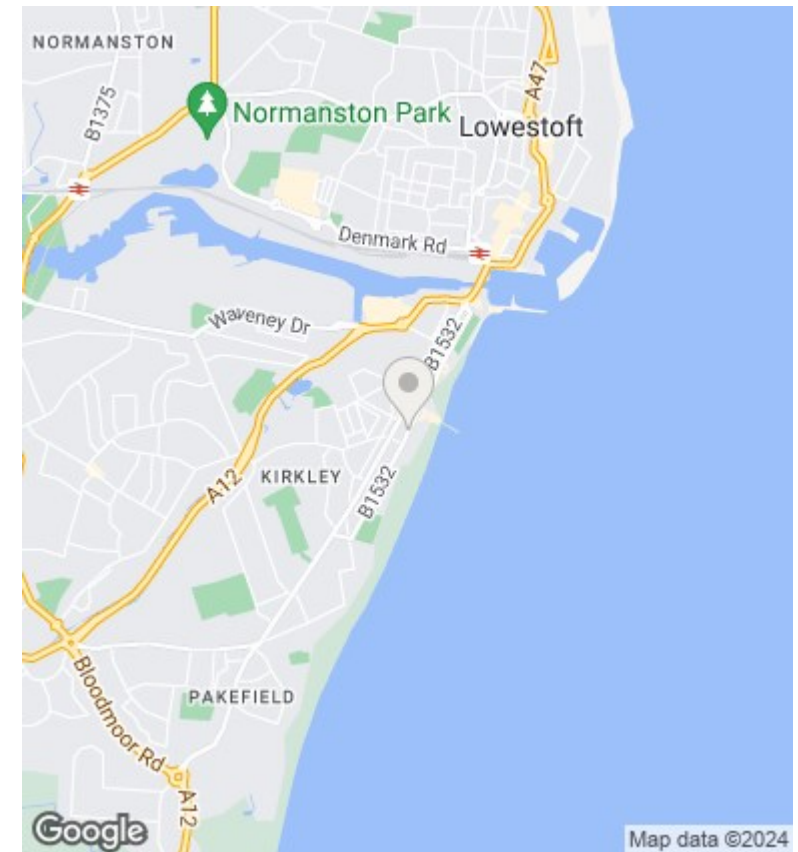 NORMANSTON
B1375
A47
Normanston Park
Lowestoft
Denmark Rd
Waveney Dr
B1532
KIRKLEY
A12
B1532
PAKEFIELD
Bloodmoor Rd
A12
Google
Map data ©2024